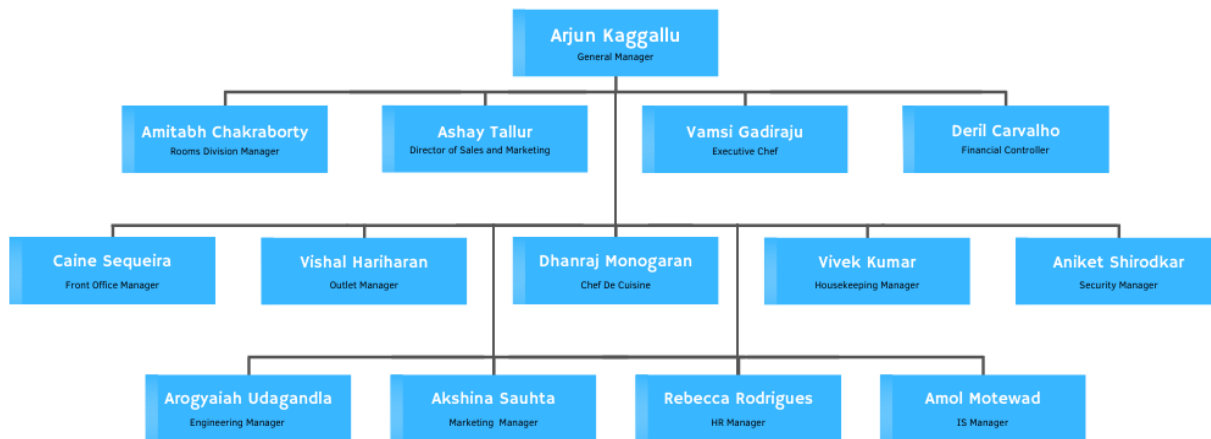 Arjun Kaggallu
General Manager
Amitabh Chakraborty
Rooms Division Manager
Ashay Tallur
Director of Sales and Marketing
Vamsi Gadiraju
Executive Chef
Deril Carvalho
Financial Controller
Caine Sequeira
Front Office Manager
Vishal Hariharan
Outlet Manager
Dhanraj Monogaran
Chef De Cuisine
Vivek Kumar
Housekeeping Manager
Aniket Shirodkar
Security Manager
Arogyaiah Udagandla
Engineering Manager
Akshina Sauhta
Marketing Manager
Rebecca Rodrigues
HR Manager
Amol Motewad
IS Manager